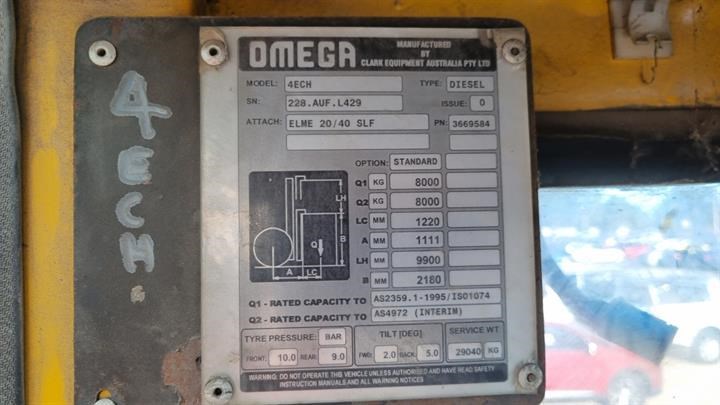 4
E
C
H.
OMEGA
MANUFACTURED
BY
CLARK EQUIPMENT AUSTRALIA PTY LTD
MODEL: 4ECH TYPE: DIESEL
SN: 228.AUF.L429 ISSUE: 0
ATTACH: ELME 20/40 SLF PN: 3669584
OPTION: STANDARD
Q1 KG 8000
Q2 KG 8000
LC MM 1220
A MM 1111
LH MM 9900
B MM 2180
LH
Q
B
A LC
Q1 - RATED CAPACITY TO AS2359.1-1995/ISO1074
Q2 - RATED CAPACITY TO AS4972 (INTERIM)
TYRE PRESSURE: BAR TILT [DEG] SERVICE WT
FRONT: 10.0 REAR: 9.0 FWD: 2.0 BACK: 5.0 29040 KG
WARNING: DO NOT OPERATE THIS VEHICLE UNLESS AUTHORISED AND HAVE READ SAFETY
INSTRUCTION MANUALS AND ALL WARNING NOTICES